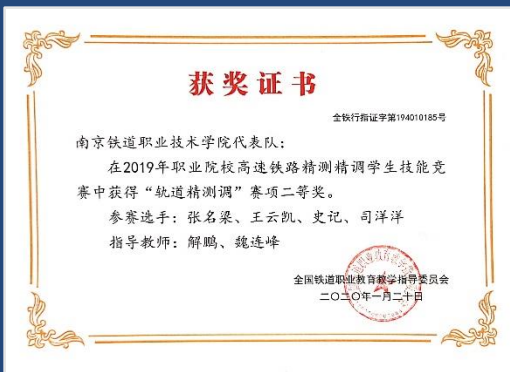 获奖证书
全铁行指证字第194010185号
南京铁道职业技术学院代表队：
在2019年职业院校高速铁路精测精调学生技能竞
赛中获得“轨道精测调”赛项二等奖。
参赛选手：张名梁、王云凯、史记、司洋洋
指导教师：解鹏、魏连峰
全国铁道职业教育教学指导委员会
二〇二〇年一月二十日